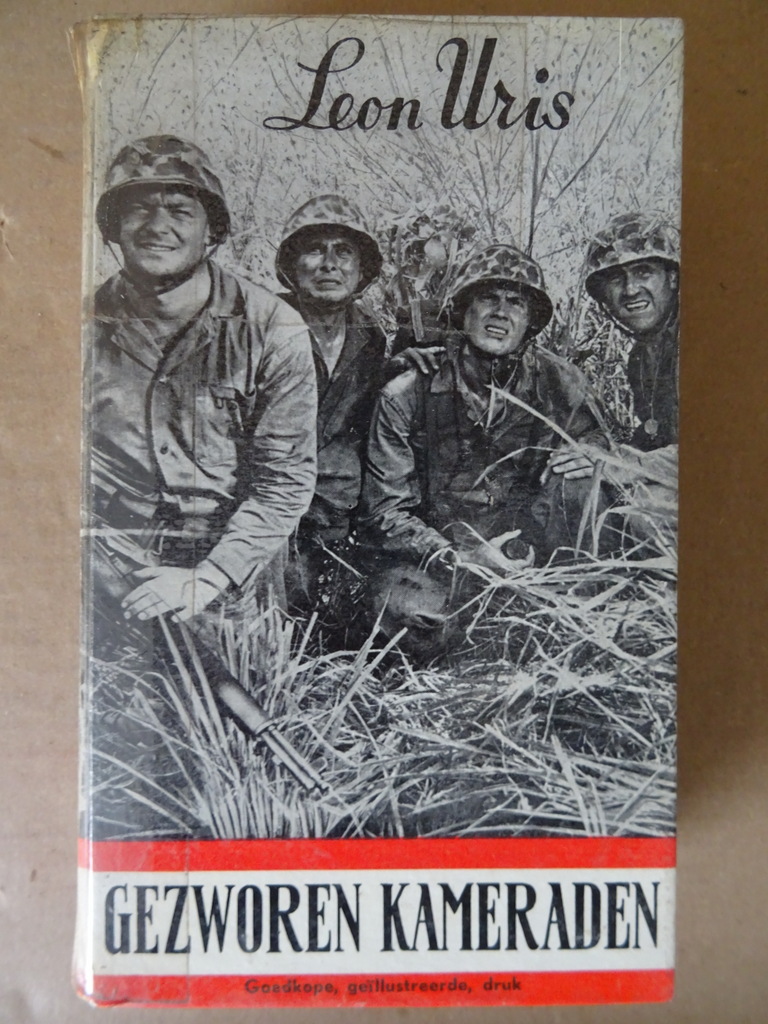 Leon Uris
GEZWOREN KAMERADEN
Goedkope, geïllustreerde, druk